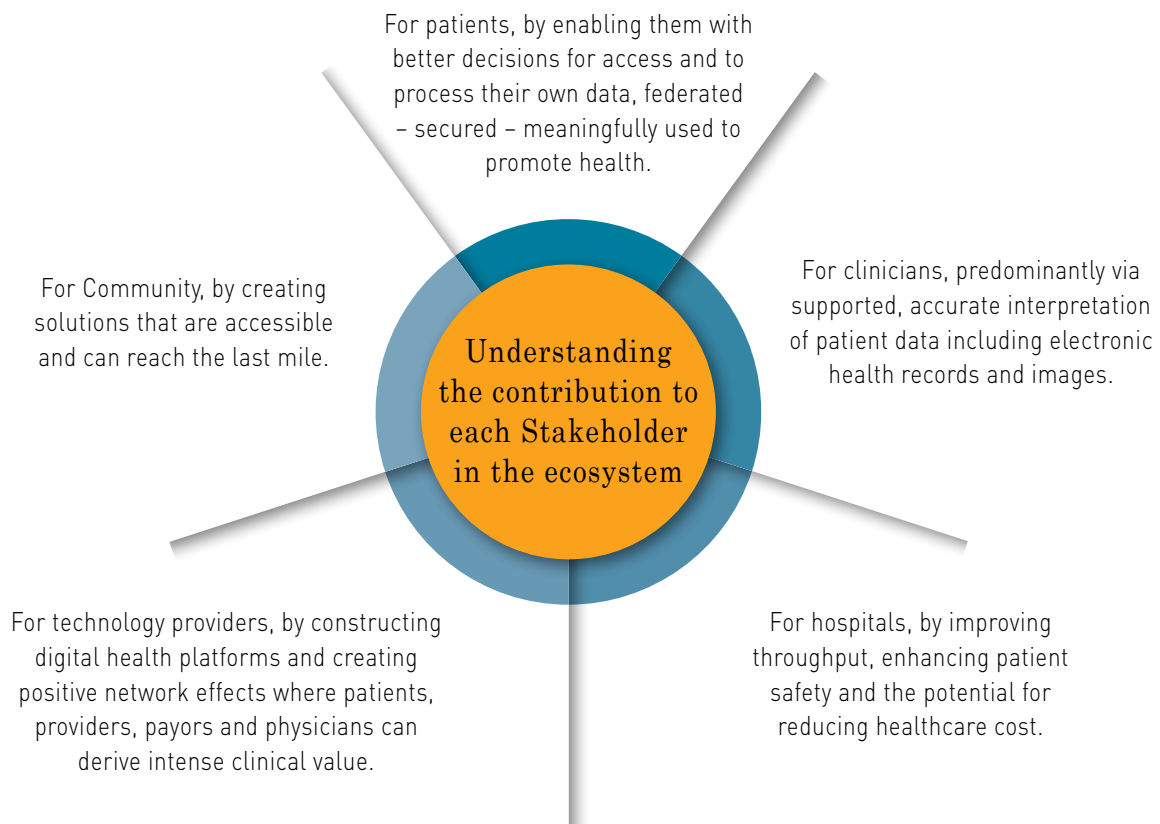 For patients, by enabling them with
better decisions for access and to
process their own data, federated
– secured – meaningfully used to
promote health.
For clinicians, predominantly via
supported, accurate interpretation
of patient data including electronic
health records and images.
For Community, by creating
solutions that are accessible
and can reach the last mile.
Understanding
the contribution to
each Stakeholder
in the ecosystem
For technology providers, by constructing
digital health platforms and creating
positive network effects where patients,
providers, payors and physicians can
derive intense clinical value.
For hospitals, by improving
throughput, enhancing patient
safety and the potential for
reducing healthcare cost.